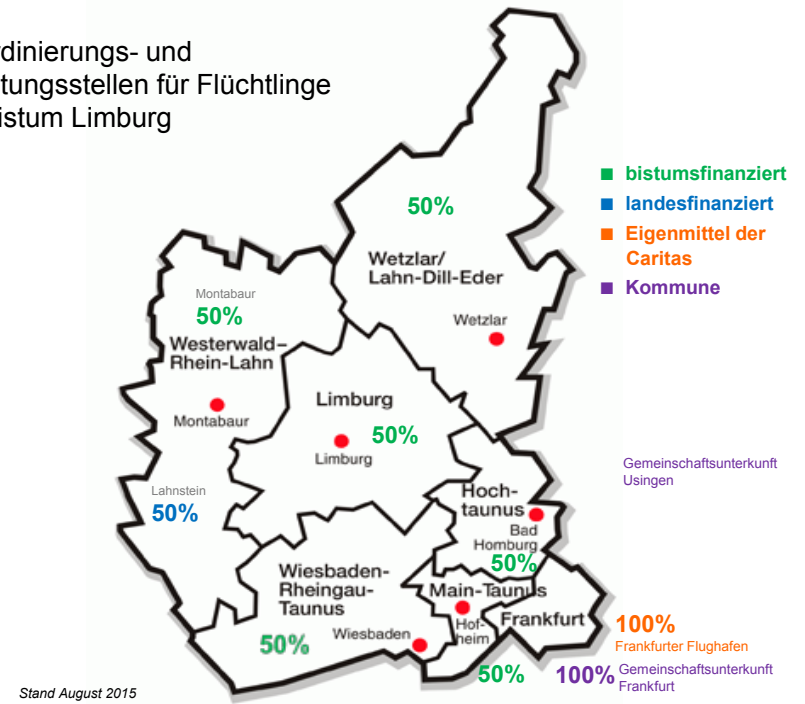 rdinierungs- und
tungsstellen für Flüchtlinge
istum Limburg
■ bistumsfinanziert
■ landesfinanziert
■ Eigenmittel der
Caritas
■ Kommune
50%
Wetzlar/
Lahn-Dill-Eder
Wetzlar
Montabaur
50%
Westerwald–
Rhein-Lahn
Montabaur
Limburg
50%
Limburg
Lahnstein
50%
Gemeinschaftsunterkunft
Usingen
Hoch-
taunus
Bad
Homburg
50%
Wiesbaden-
Rheingau-
Taunus
50%
Wiesbaden
Main-Taunus
Hof-
heim
Frankfurt
100%
Frankfurter Flughafen
50%
100% Gemeinschaftsunterkunft
Frankfurt
Stand August 2015